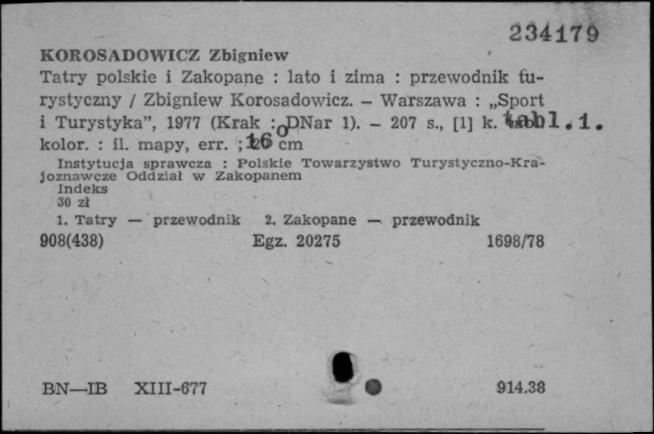 234179
KOROSADOWICZ Zbigniew
Tatry polskie i Zakopane : lato i zima : przewodnik tu-
rystyczny / Zbigniew Korosadowicz. – Warszawa : „Sport
i Turystyka”, 1977 (Krak : ODNar 1). – 207 s., [1] k. tabl.1.
kolor. : il. mapy, err. ; 16 cm
Instytucja sprawcza : Polskie Towarzystwo Turystyczno-Kra-
joznawcze Oddział w Zakopanem
Indeks
30 zł
1. Tatry — przewodnik 2. Zakopane — przewodnik
908(438) Egz. 20275 1698/78
BN—IB XIII-677 914.38